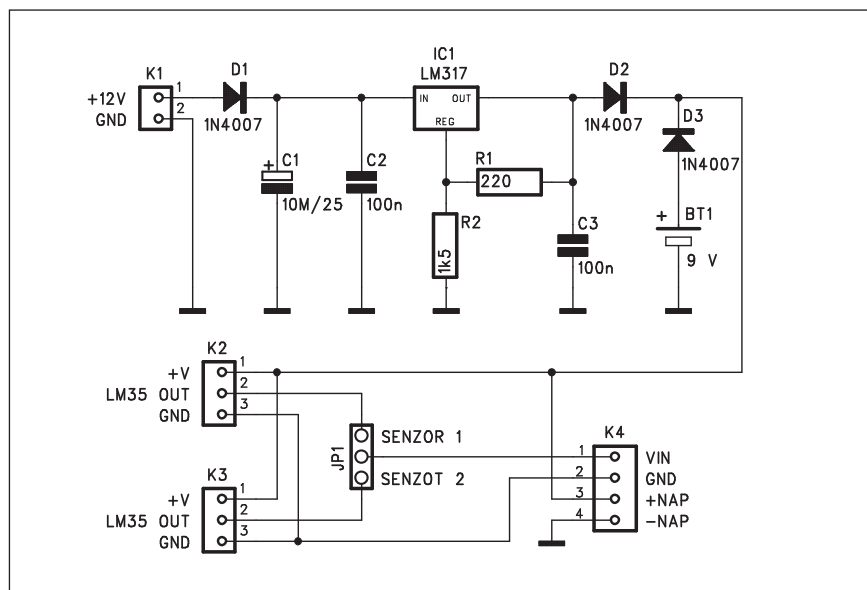 K1
+12V
GND
1
2
D1
1N4007
IC1
LM317
IN
OUT
REG
D2
1N4007
D3
1N4007
C1
+
10M/25
C2
100n
R1
220
R2
1k5
C3
100n
+
BT1
9 V
K2
+V
LM35 OUT
GND
1
2
3
JP1
SENZOR 1
SENZOT 2
K3
+V
LM35 OUT
GND
1
2
3
K4
1
2
3
4
VIN
GND
+NAP
-NAP